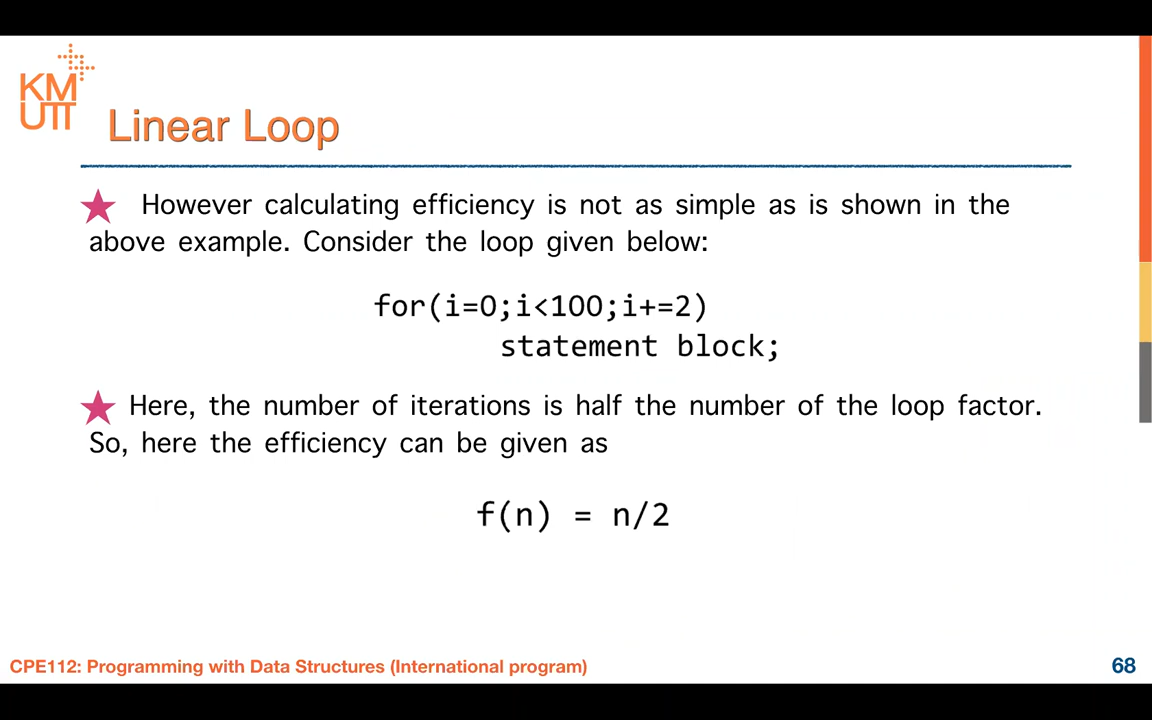 KM
UTT
Linear Loop
However calculating efficiency is not as simple as is shown in the
above example. Consider the loop given below:
for(i=0;i<100;i+=2)
statement block;
Here, the number of iterations is half the number of the loop factor.
So, here the efficiency can be given as
f(n) = n/2
CPE112: Programming with Data Structures (International program)
68